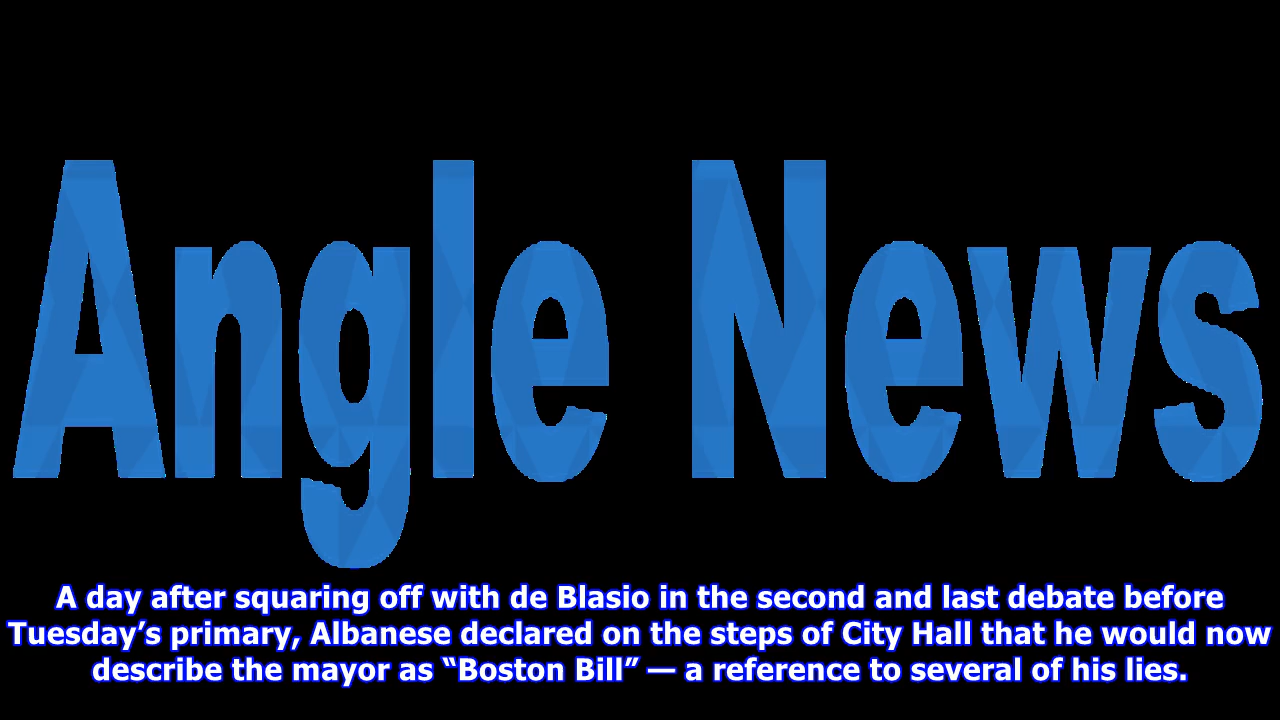 Angle News
A day after squaring off with de Blasio in the second and last debate before
Tuesday’s primary, Albanese declared on the steps of City Hall that he would now
describe the mayor as “Boston Bill” — a reference to several of his lies.